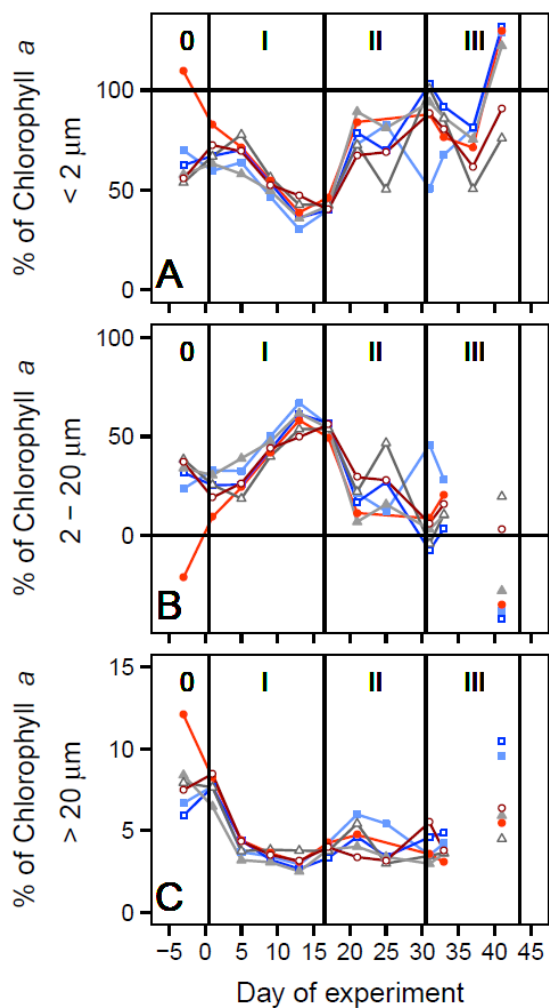 0 I II III
% of Chlorophyll a
< 2 µm
100
50
0
A
0 I II III
% of Chlorophyll a
2 – 20 µm
100
50
0
B
0 I II III
% of Chlorophyll a
> 20 µm
15
10
5
0
C
−5 0 5 10 15 20 25 30 35 40
Day of experiment